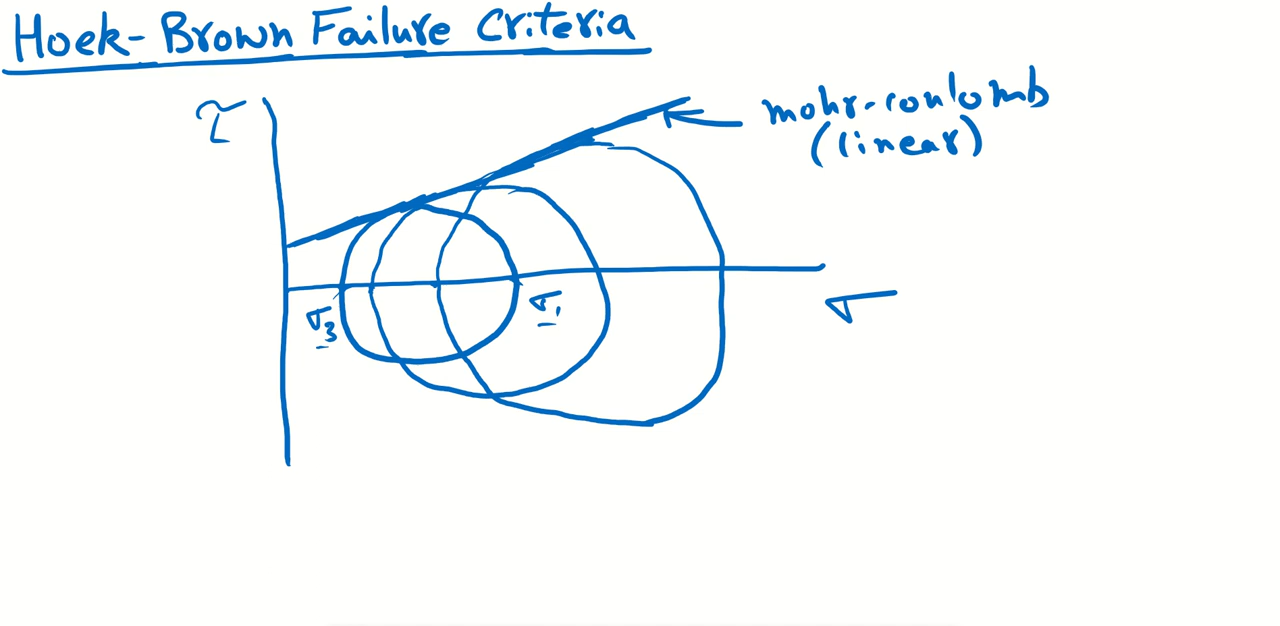 Hoek-Brown Failure Criteria
τ
mohr-coulomb
(linear)
σ₃
σ₁
σ